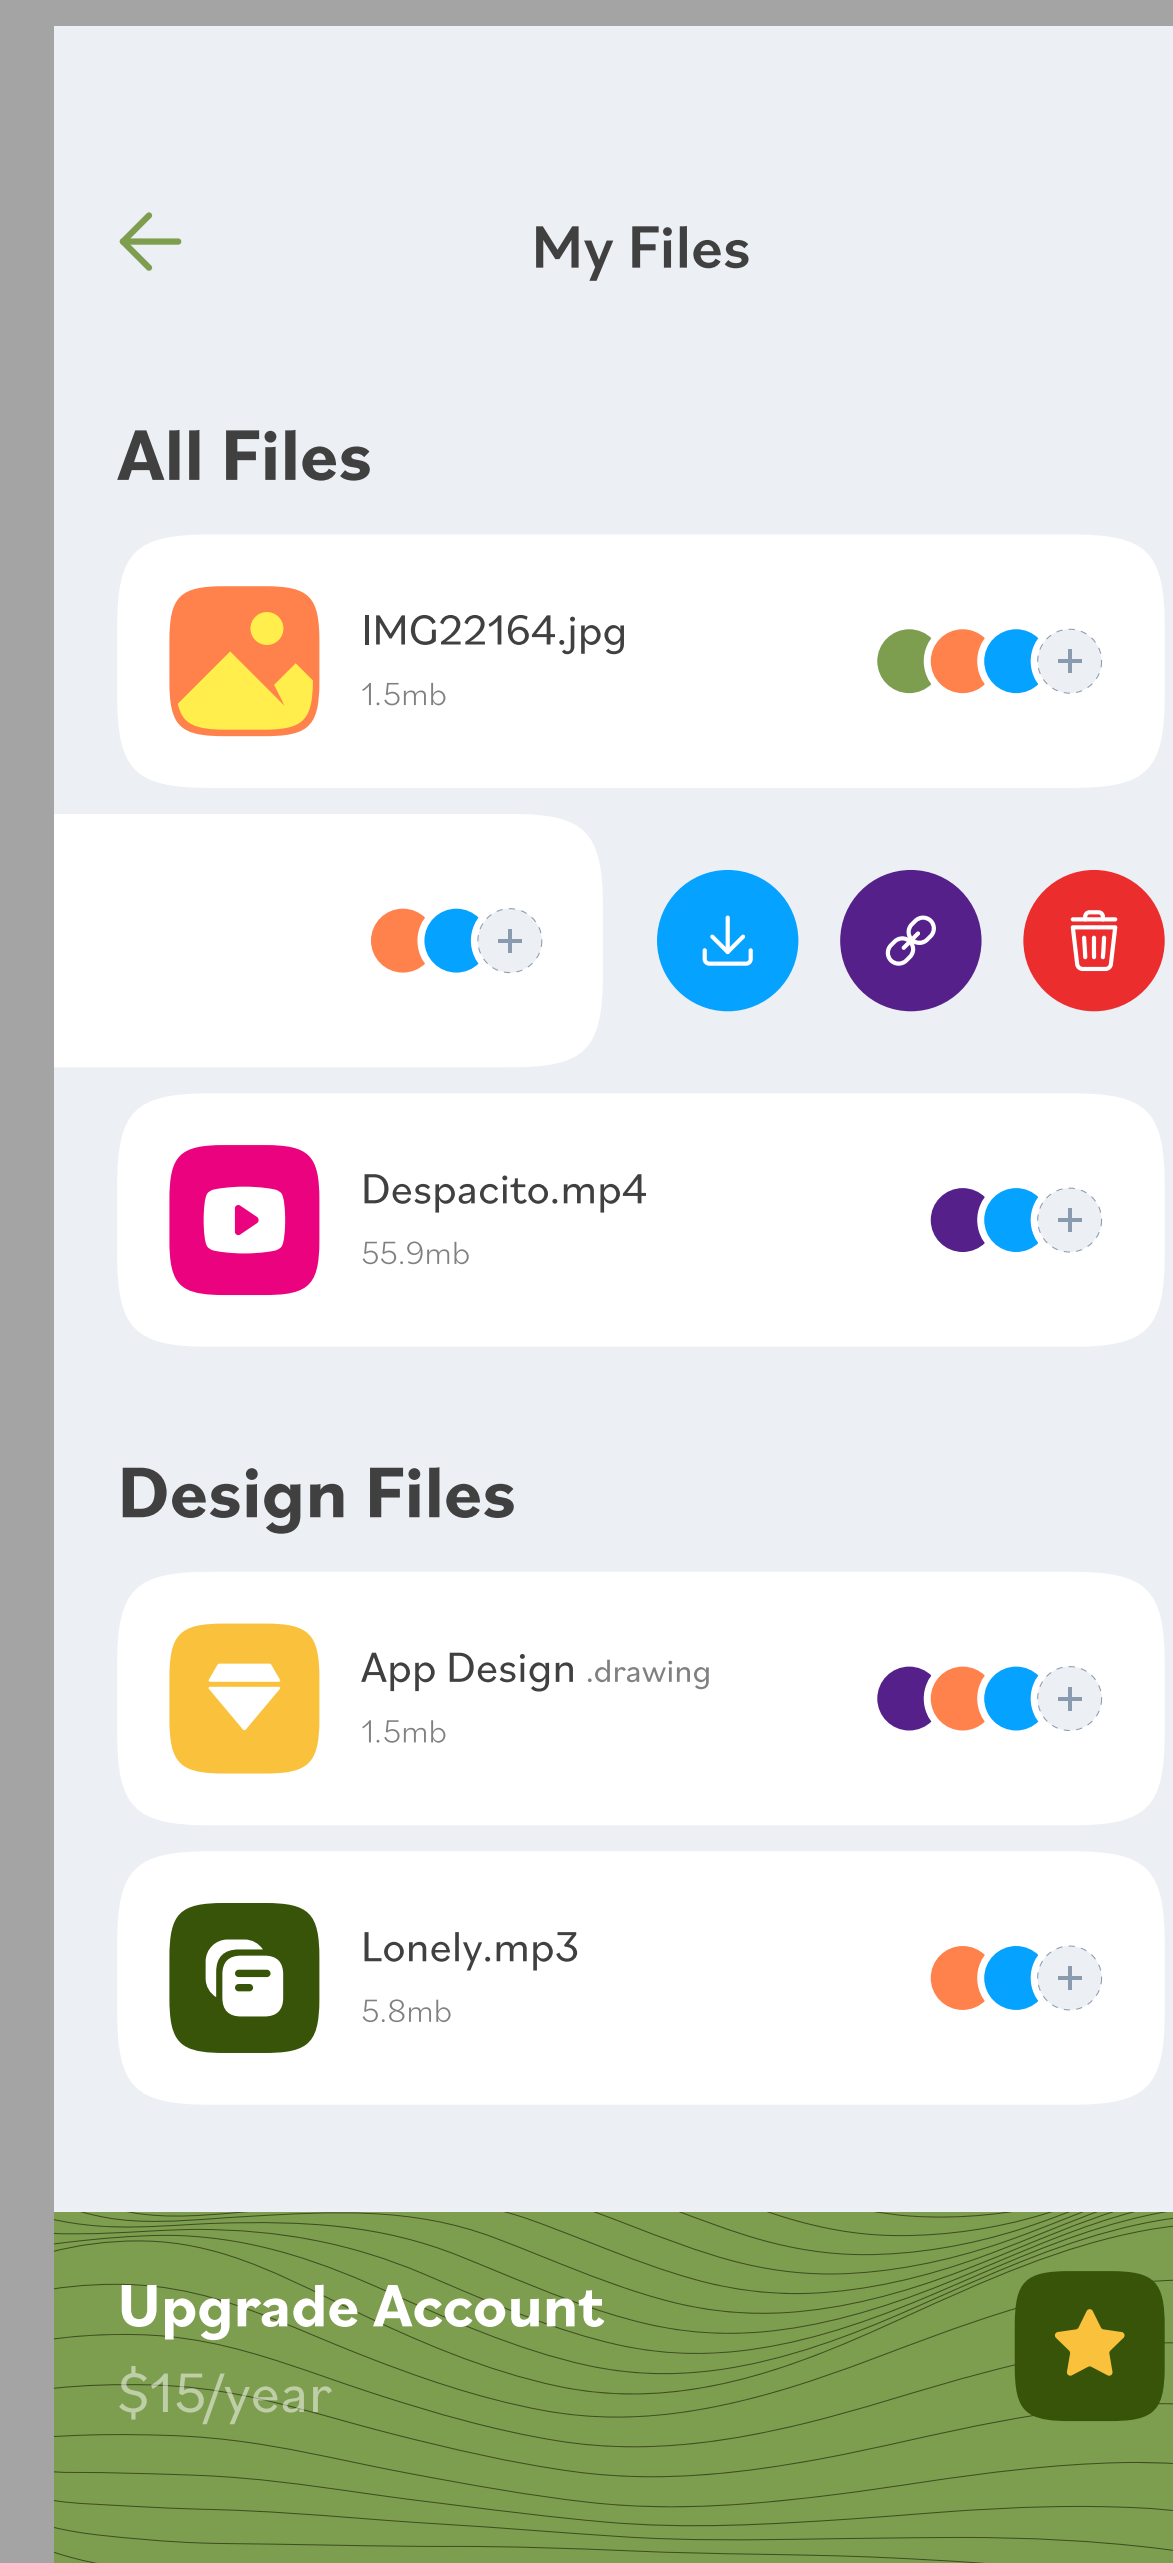 My Files
All Files
IMG22164.jpg
1.5mb
Despacito.mp4
55.9mb
Design Files
App Design .drawing
1.5mb
Lonely.mp3
5.8mb
Upgrade Account
$15/year